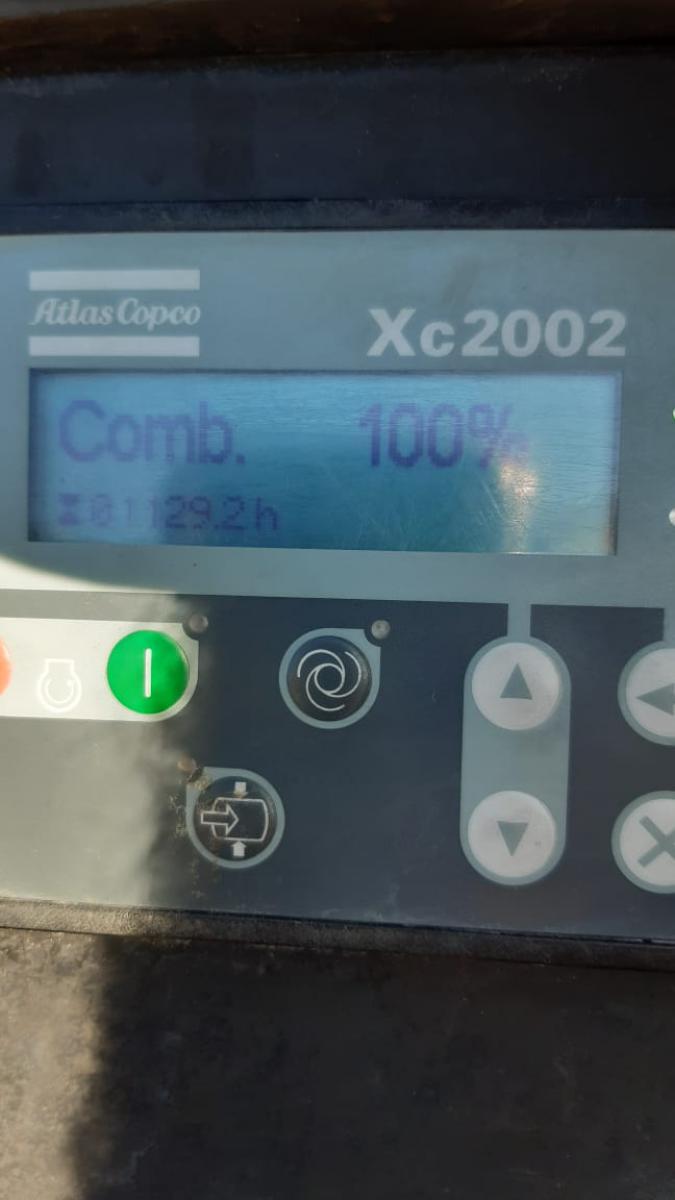 Atlas Copco
Xc2002
Comb. 100%
01129.2h